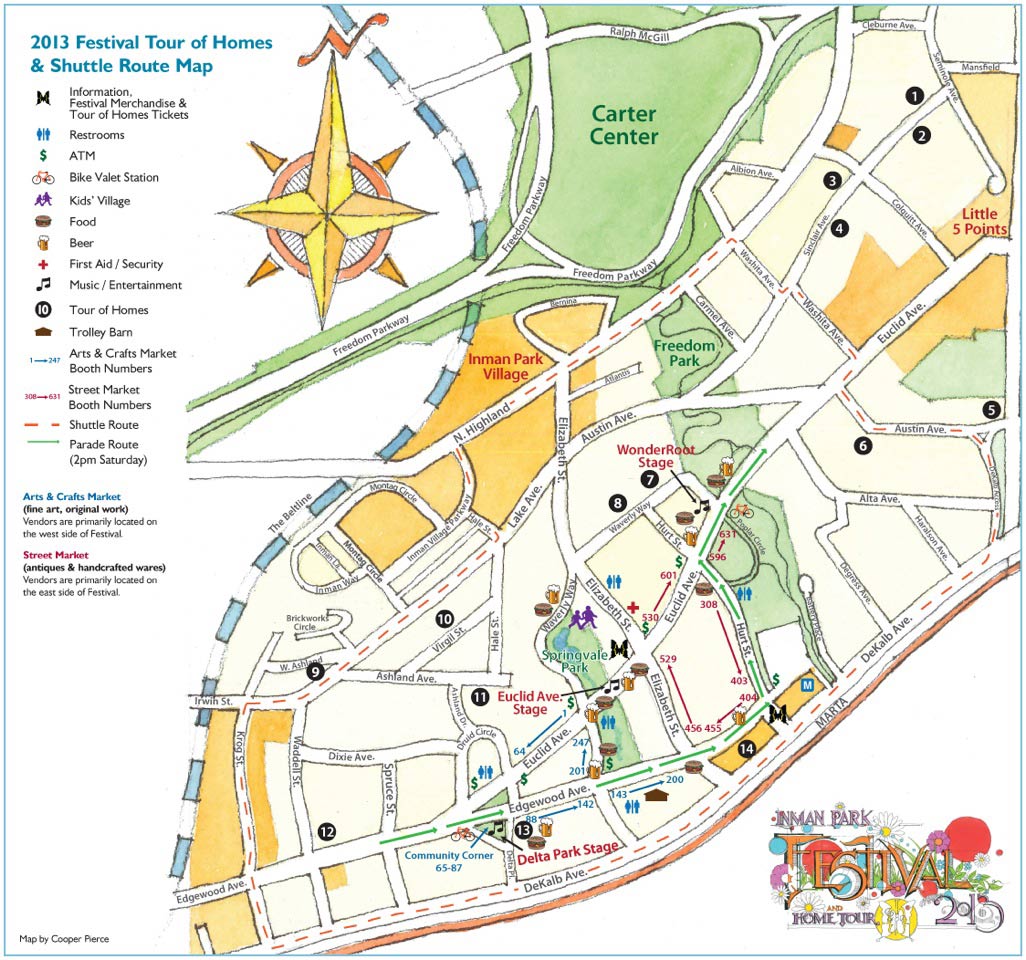 2013 Festival Tour of Homes
& Shuttle Route Map
Information,
Festival Merchandise &
Tour of Homes Tickets
Restrooms
$ ATM
Bike Valet Station
Kids' Village
Food
Beer
First Aid / Security
Music / Entertainment
10 Tour of Homes
Trolley Barn
1 247 Arts & Crafts Market
Booth Numbers
308 631 Street Market
Booth Numbers
Shuttle Route
Parade Route
(2pm Saturday)
Arts & Crafts Market
(fine art, original work)
Vendors are primarily located on
the west side of Festival.
Street Market
(antiques & handcrafted wares)
Vendors are primarily located on
the east side of Festival.
Map by Cooper Pierce
Ralph McGill
Cleburne Ave.
Seminole Ave.
Mansfield
Carter
Center
1
2
3
4
Albion Ave.
Sinclair Ave.
Colquitt Ave.
Little
5 Points
Freedom Parkway
Freedom Parkway
Freedom Parkway
Washita Ave.
Washita Ave.
Euclid Ave.
Carmel Ave.
Bernina
Freedom
Park
Inman Park
Village
Atlantis
N. Highland
Elizabeth St.
Austin Ave.
5
Austin Ave.
6
WonderRoot
Stage
7
8
Waverly Way
Hurt St.
Poplar Circle
631
596
Alta Ave.
Haralson Ave.
Degress Ave.
DeKalb Access
The Beltline
Montag Circle
Inman Village Parkway
Hale St.
Lake Ave.
Inman Ln.
Montag Circle
Inman Way
$
601
530
$
Euclid Ave.
308
Hurt St.
403
404
Waverly Way
Elizabeth St.
Brickworks
Circle
10
Virgil St.
Hale St.
W. Ashland
9
Ashland Ave.
Irwin St.
Springvale
Park
529
Elizabeth St.
456 455
$
M
DeKalb Ave.
MARTA
14
11
Euclid Ave.
Stage
$
1
64
Euclid Ave.
247
201
$
Ashland Dr.
Druid Circle
Krog St.
Waddell St.
Dixie Ave.
Spruce St.
$
$
Edgewood Ave.
143
200
88
142
12
13
Community Corner
65-87
Delta Pl.
Delta Park Stage
DeKalb Ave.
Edgewood Ave.
INMAN PARK
FESTIVAL
AND
HOME TOUR
2013